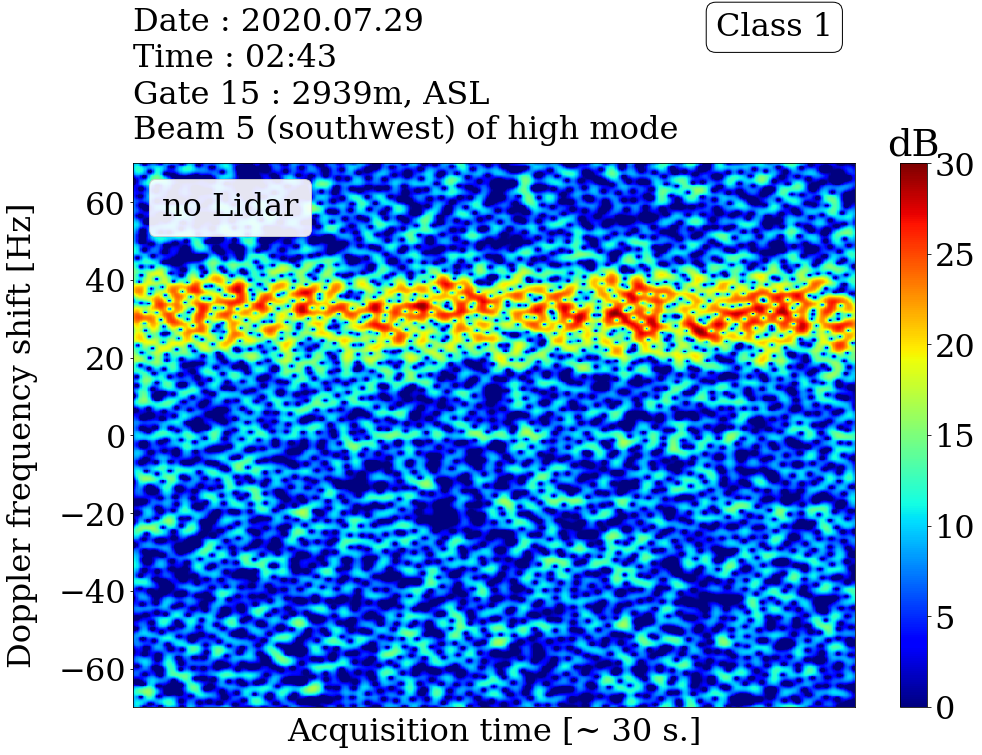 Date : 2020.07.29
Time : 02:43
Gate 15 : 2939m, ASL
Beam 5 (southwest) of high mode
Class 1
dB
no Lidar
Doppler frequency shift [Hz]
60
40
20
0
−20
−40
−60
30
25
20
15
10
5
0
Acquisition time [~ 30 s.]